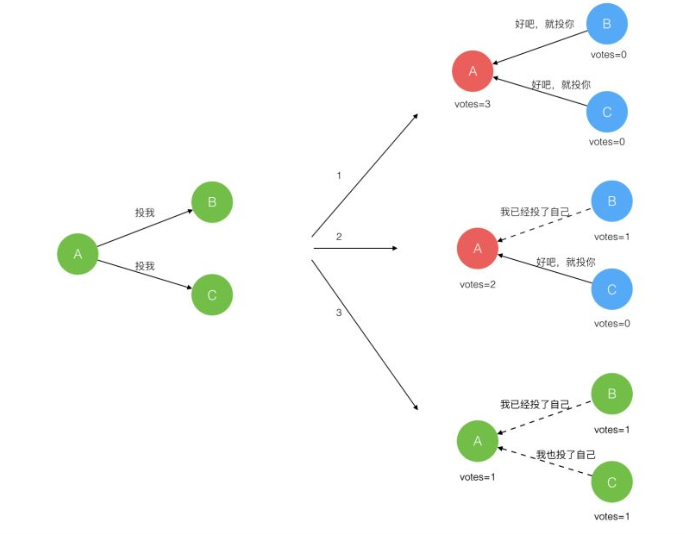 A
投我
投我
B
C
1
2
3
好吧，就投你
B
votes=0
A
votes=3
好吧，就投你
C
votes=0
我已经投了自己
B
votes=1
A
votes=2
好吧，就投你
C
votes=0
我已经投了自己
B
votes=1
A
votes=1
我也投了自己
C
votes=1